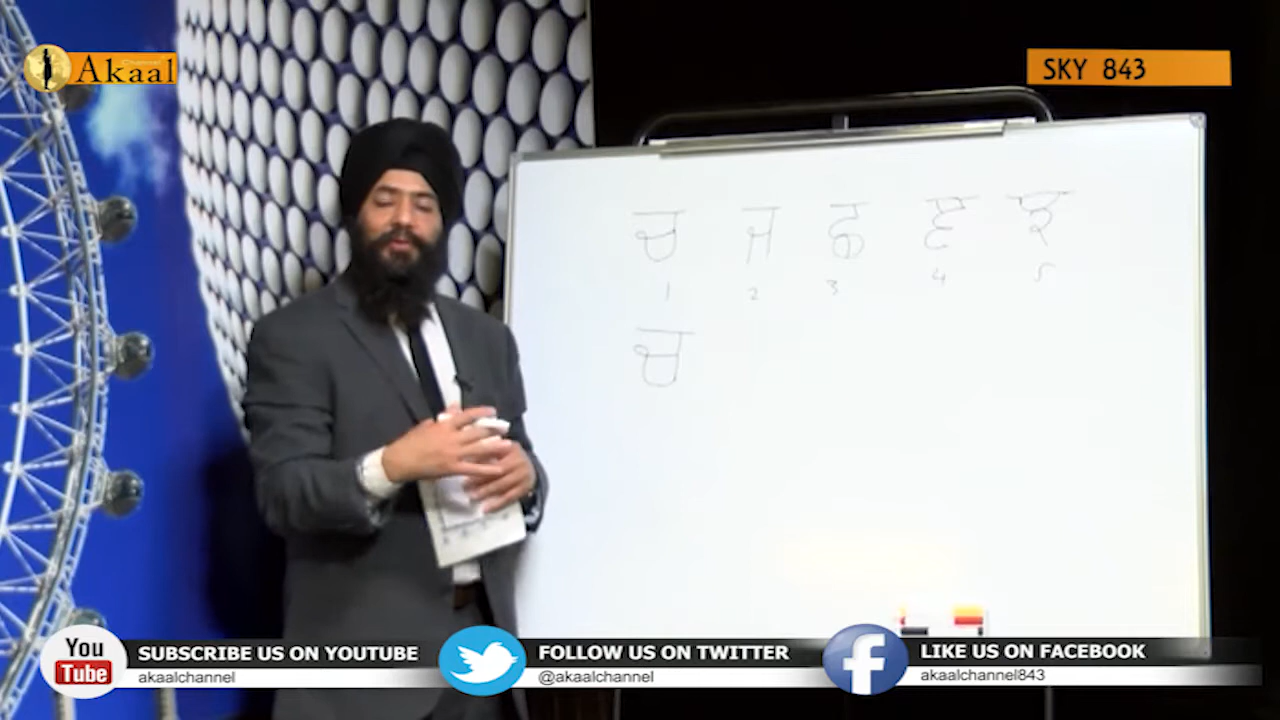 Akaal
Channel
SKY 843
ਚ ਜ ਛ ਞ ਝ
1 2 3 4 5
ਚ
You
Tube
SUBSCRIBE US ON YOUTUBE
akaalchannel
FOLLOW US ON TWITTER
@akaalchannel
LIKE US ON FACEBOOK
akaalchannel843